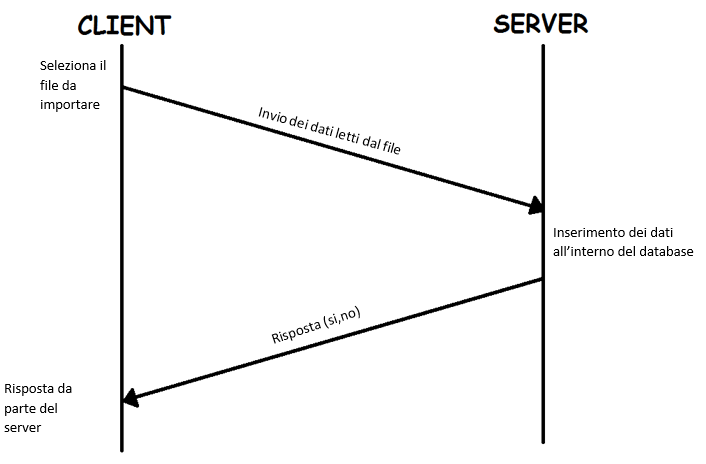 CLIENT
SERVER
Seleziona il
file da
importare
Invio dei dati letti dal file
Inserimento dei dati
all'interno del database
Risposta (si,no)
Risposta da
parte del
server